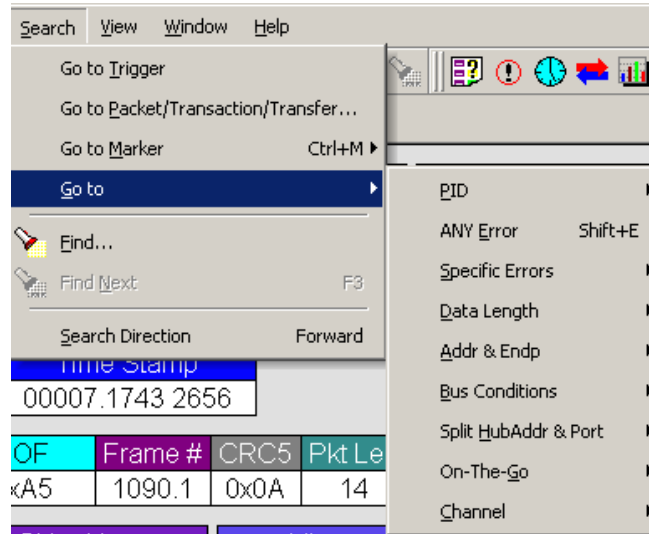 Search View Window Help
Go to Trigger
Go to Packet/Transaction/Transfer...
Go to Marker Ctrl+M
Go to
Find...
Find Next F3
Search Direction Forward
PID
ANY Error Shift+E
Specific Errors
Data Length
Addr & Endp
Bus Conditions
Split HubAddr & Port
On-The-Go
Channel
Time Stamp
00007.1743 2656
OF Frame # CRC5 Pkt Le
xA5 1090.1 0x0A 14